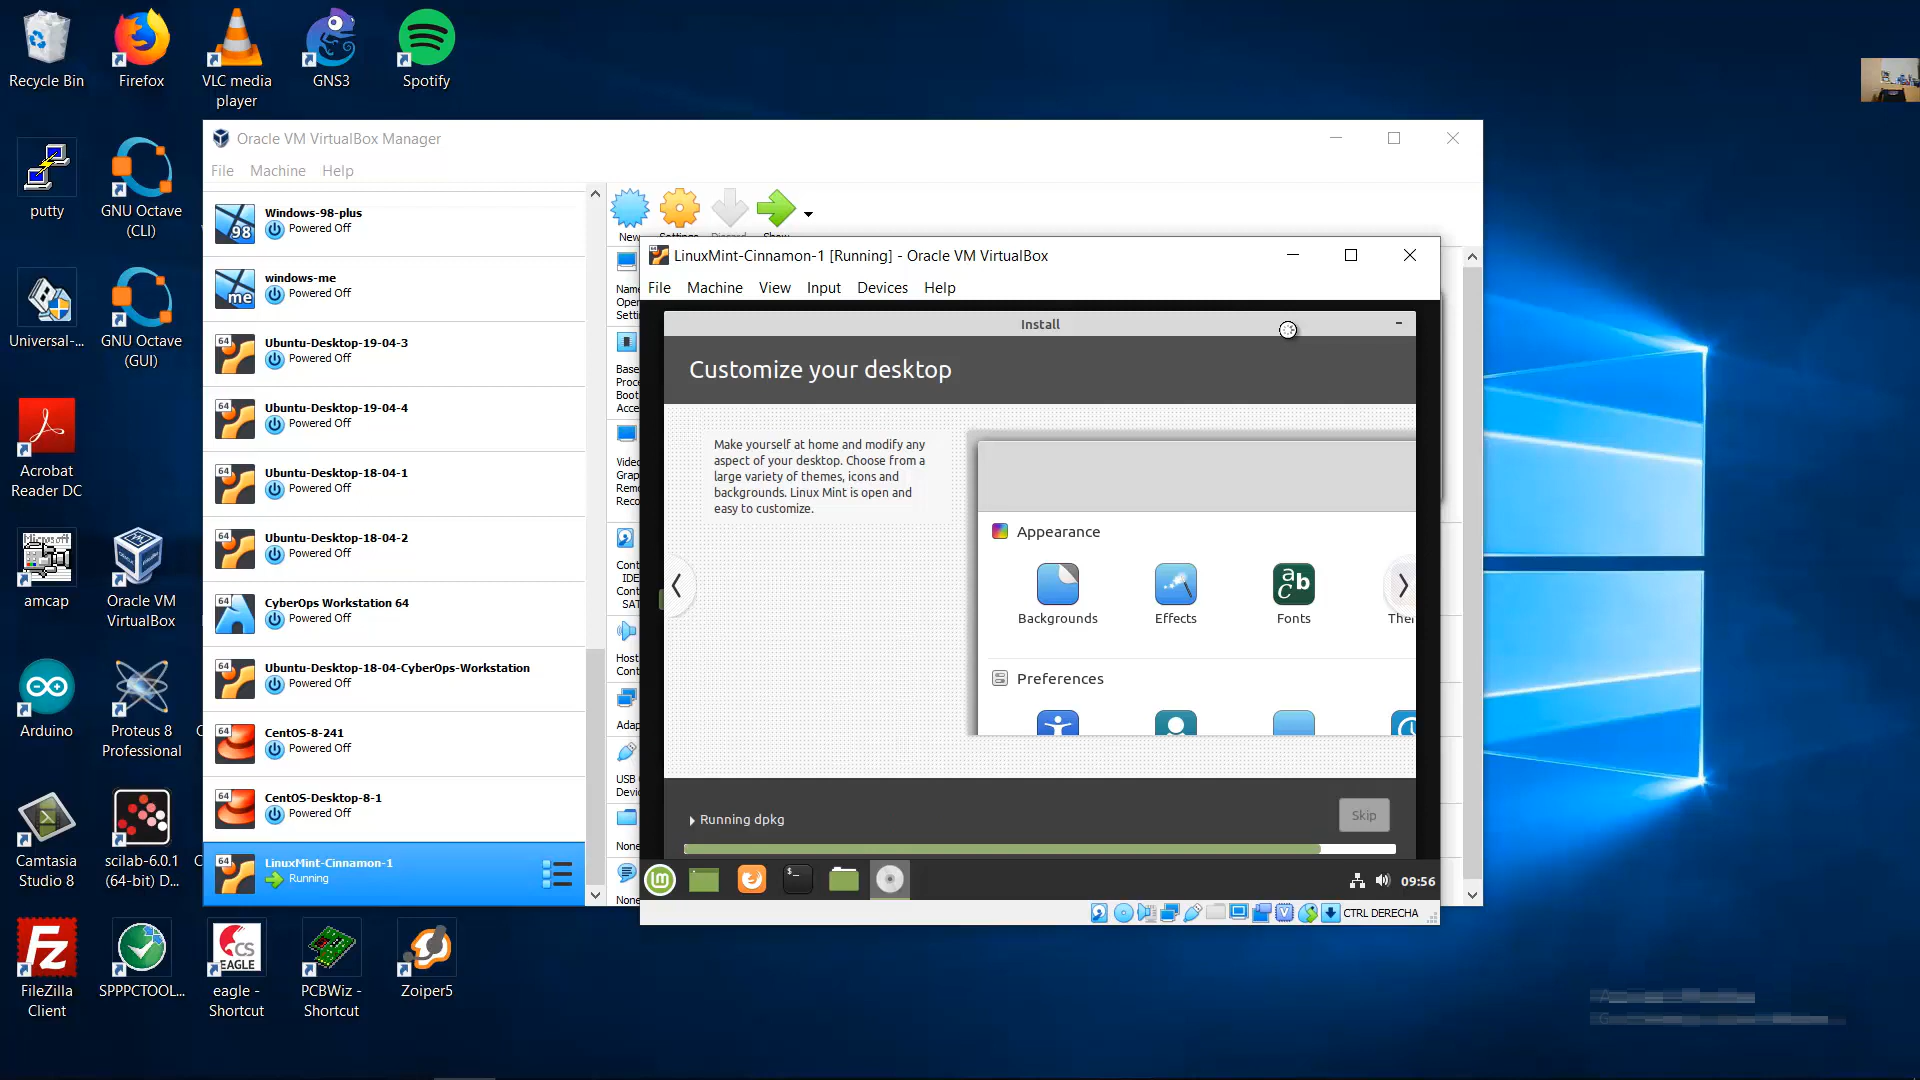 Recycle Bin
Firefox
VLC media
player
GNS3
Spotify
putty
GNU Octave
(CLI)
Universal-...
GNU Octave
(GUI)
Acrobat
Reader DC
amcap
Oracle VM
VirtualBox
Arduino
Proteus 8
Professional
Camtasia
Studio 8
scilab-6.0.1
(64-bit) D...
FileZilla
Client
SPPPCTOOL...
eagle -
Shortcut
PCBWiz -
Shortcut
Zoiper5
Oracle VM VirtualBox Manager
File Machine Help
Windows-98-plus
Powered Off
windows-me
Powered Off
Ubuntu-Desktop-19-04-3
Powered Off
Ubuntu-Desktop-19-04-4
Powered Off
Ubuntu-Desktop-18-04-1
Powered Off
Ubuntu-Desktop-18-04-2
Powered Off
CyberOps Workstation 64
Powered Off
Ubuntu-Desktop-18-04-CyberOps-Workstation
Powered Off
CentOS-8-241
Powered Off
CentOS-Desktop-8-1
Powered Off
LinuxMint-Cinnamon-1
Running
New
Name
Oper
Setti
Base
Proce
Boot
Acce
Video
Grap
Remo
Reco
Cont
IDE
Cont
SAT
Host
Cont
Adap
USB
Devic
None
None
LinuxMint-Cinnamon-1 [Running] - Oracle VM VirtualBox
File Machine View Input Devices Help
Install
Customize your desktop
Make yourself at home and modify any
aspect of your desktop. Choose from a
large variety of themes, icons and
backgrounds. Linux Mint is open and
easy to customize.
Appearance
Backgrounds
Effects
Fonts
Preferences
Running dpkg
Skip
09:56
CTRL DERECHA